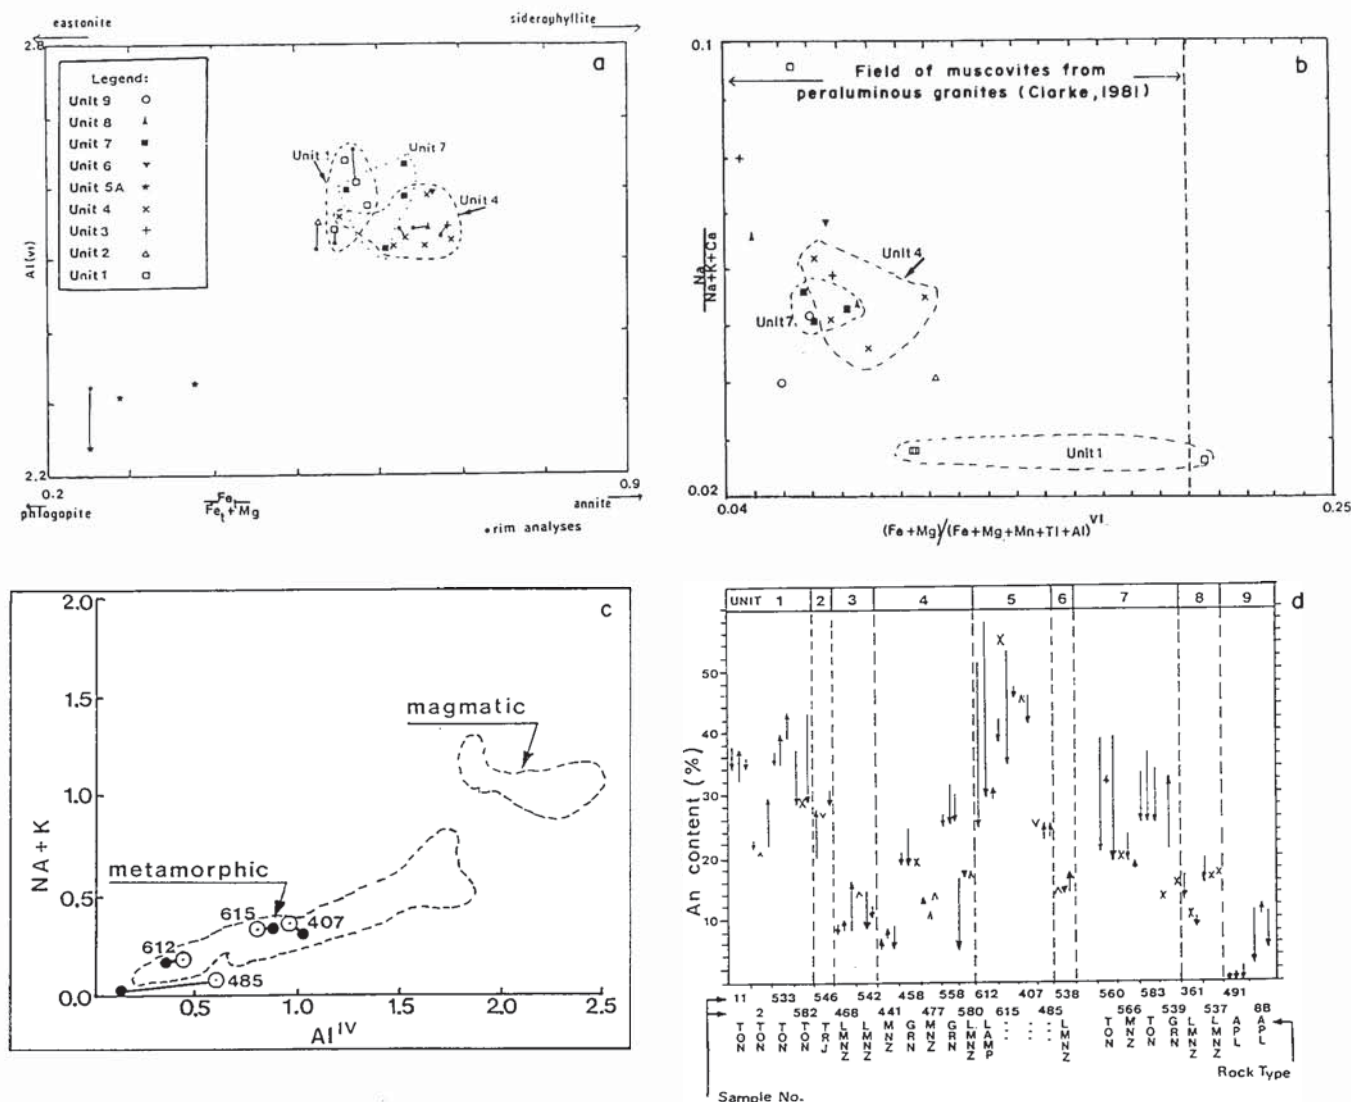 eastonite
siderophyllite
2.8
a
Legend:
Unit 9
Unit 8
Unit 7
Unit 6
Unit 5A
Unit 4
Unit 3
Unit 2
Unit 1
Unit 1
Unit 7
Unit 4
Al(VI)
2.2
0.2
0.9
phlogopite
Fe
Fet+Mg
annite
*rim analyses
0.1
b
Field of muscovites from
peraluminous granites (Clarke, 1981)
Na
Na+K+Ca
Unit 4
Unit 7
Unit 1
0.02
0.04
0.25
(Fe+Mg)/(Fe+Mg+Mn+Ti+Al)VI
c
2.0
1.5
1.0
0.5
0.0
NA+K
magmatic
metamorphic
615
407
612
485
0.5
1.0
1.5
2.0
2.5
AlIV
d
UNIT 1 2 3 4 5 6 7 8 9
50
40
30
20
10
An content (%)
11 533 546 542 458 558 612 407 538 560 583 361 491
2 582 468 441 477 580 615 485 566 539 537 88
TON TON TON TON TRJ LMNZ LMNZ MNZ GRN MNZ GRN LMNZ LAMP : : : : : : LMNZ TON MNZ TON GRN LMNZ LMNZ APL APL
Rock Type
Sample No.